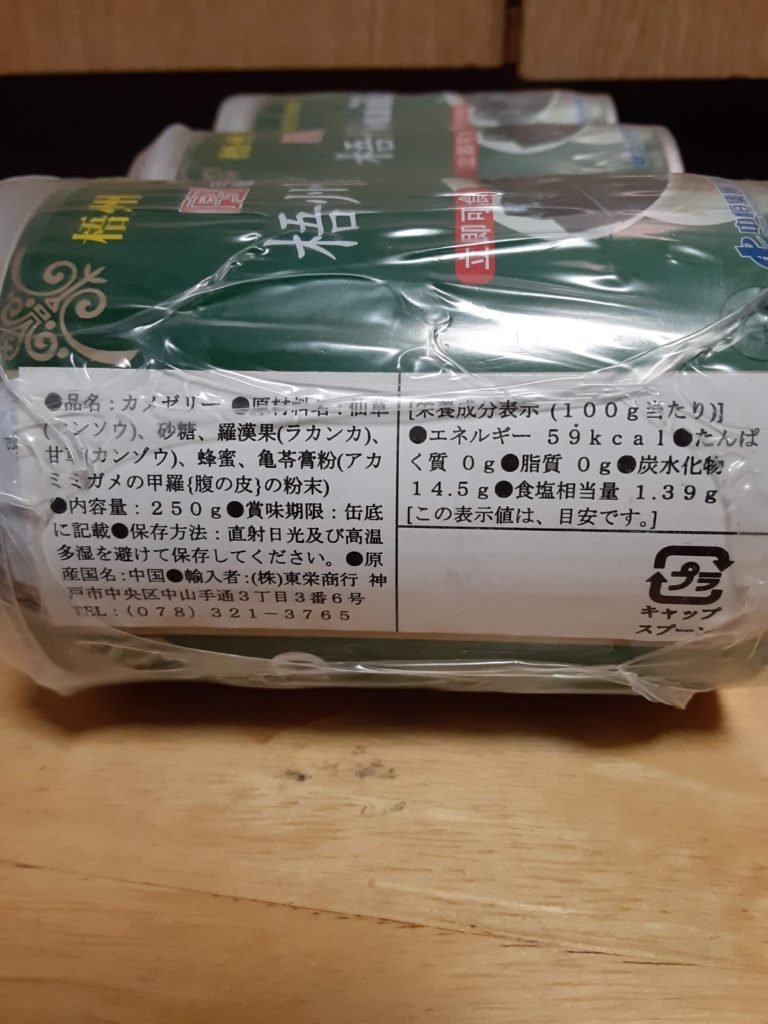 梧州
梧州
梧州
梧
立即可
中恒
●品名：カメゼリー ●原材料名：仙草
(センソウ)、砂糖、羅漢果(ラカンカ)、
甘草(カンゾウ)、蜂蜜、亀苓膏粉(アカ
ミミガメの甲羅{腹の皮}の粉末)
●内容量：２５０ｇ●賞味期限：缶底
に記載●保存方法：直射日光及び高温
多湿を避けて保存してください。●原
産国名：中国●輸入者：(株)東栄商行 神
戸市中央区中山手通３丁目３番６号
TEL：(０７８) ３２１－３７６５
[栄養成分表示 (１００ｇ当たり)]
●エネルギー ５９ｋｃａｌ●たんぱ
く質 ０ｇ●脂質 ０ｇ●炭水化物
１４.５ｇ●食塩相当量 １.３９ｇ
[この表示値は、目安です。]
プラ
キャップ
スプーン